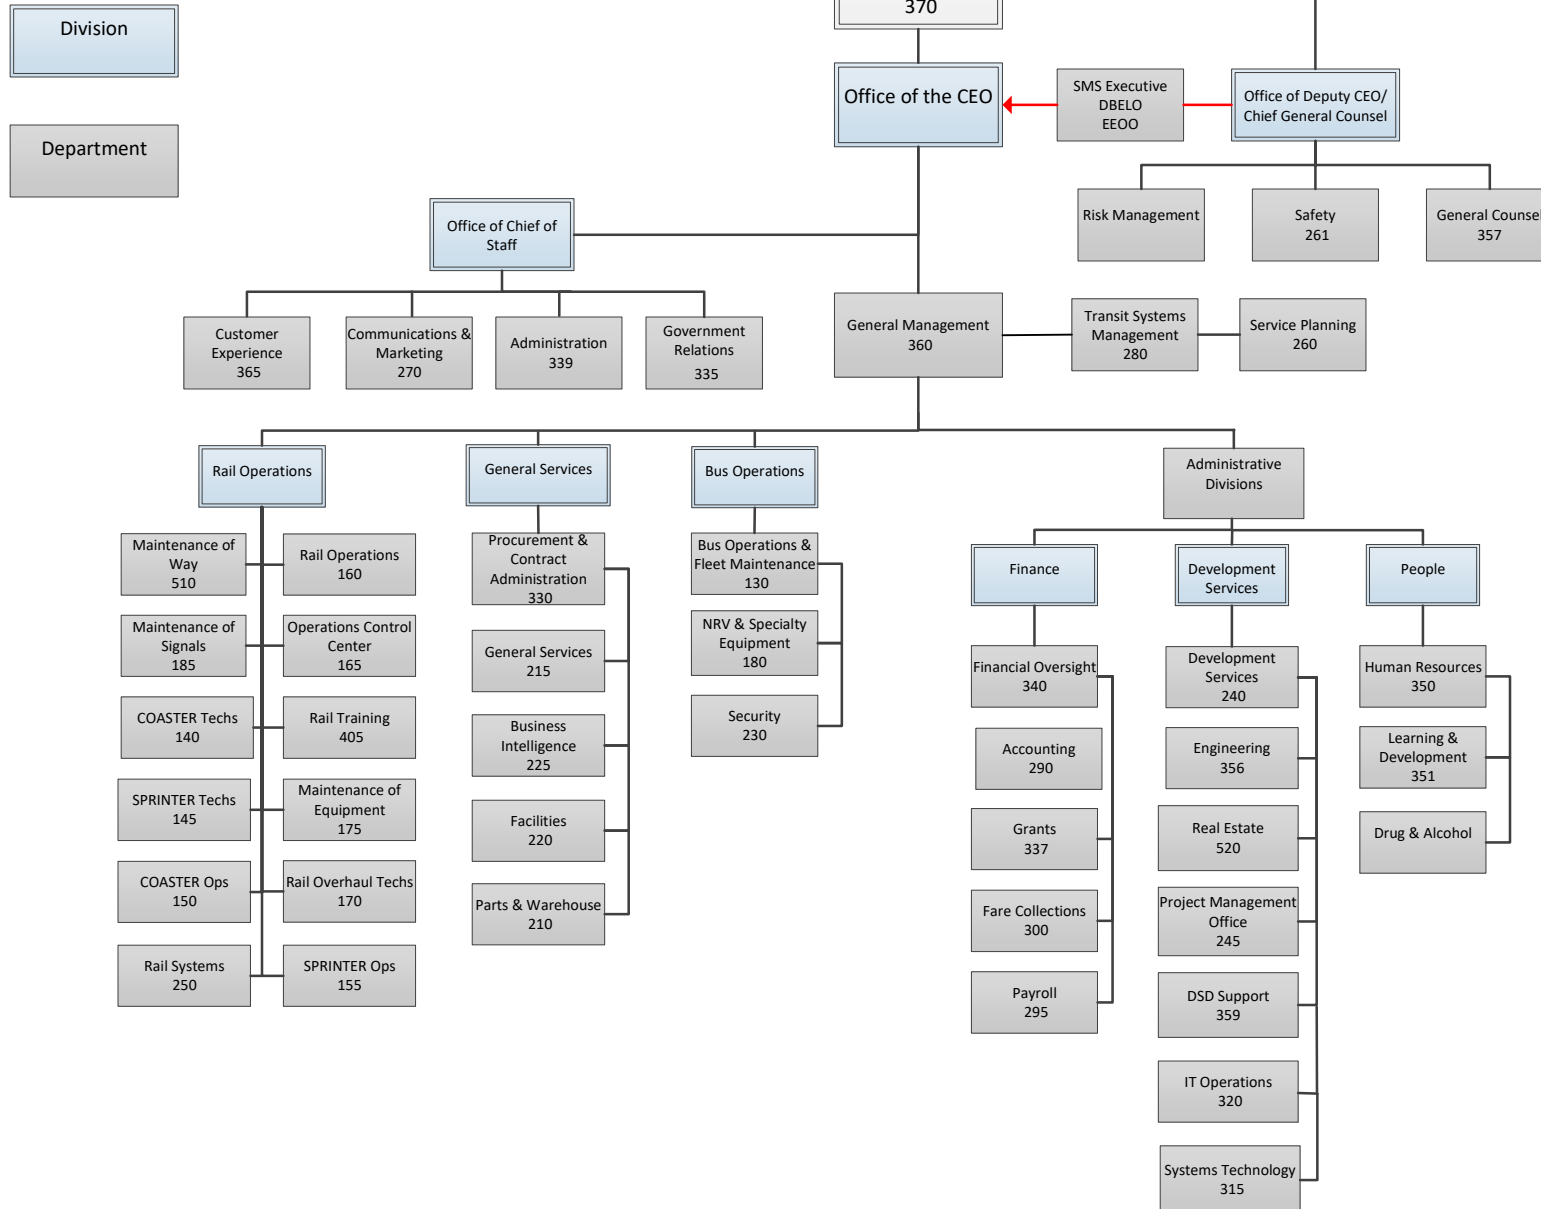 Division
Department
370
Office of the CEO
SMS Executive
DBELO
EEOO
Office of Deputy CEO/
Chief General Counsel
Risk Management
Safety
261
General Counsel
357
Office of Chief of
Staff
Customer
Experience
365
Communications &
Marketing
270
Administration
339
Government
Relations
335
General Management
360
Transit Systems
Management
280
Service Planning
260
Rail Operations
General Services
Bus Operations
Administrative
Divisions
Maintenance of
Way
510
Rail Operations
160
Maintenance of
Signals
185
Operations Control
Center
165
COASTER Techs
140
Rail Training
405
SPRINTER Techs
145
Maintenance of
Equipment
175
COASTER Ops
150
Rail Overhaul Techs
170
Rail Systems
250
SPRINTER Ops
155
Procurement &
Contract
Administration
330
General Services
215
Business
Intelligence
225
Facilities
220
Parts & Warehouse
210
Bus Operations &
Fleet Maintenance
130
NRV & Specialty
Equipment
180
Security
230
Finance
Financial Oversight
340
Accounting
290
Grants
337
Fare Collections
300
Payroll
295
Development
Services
Development
Services
240
Engineering
356
Real Estate
520
Project Management
Office
245
DSD Support
359
IT Operations
320
Systems Technology
315
People
Human Resources
350
Learning &
Development
351
Drug & Alcohol